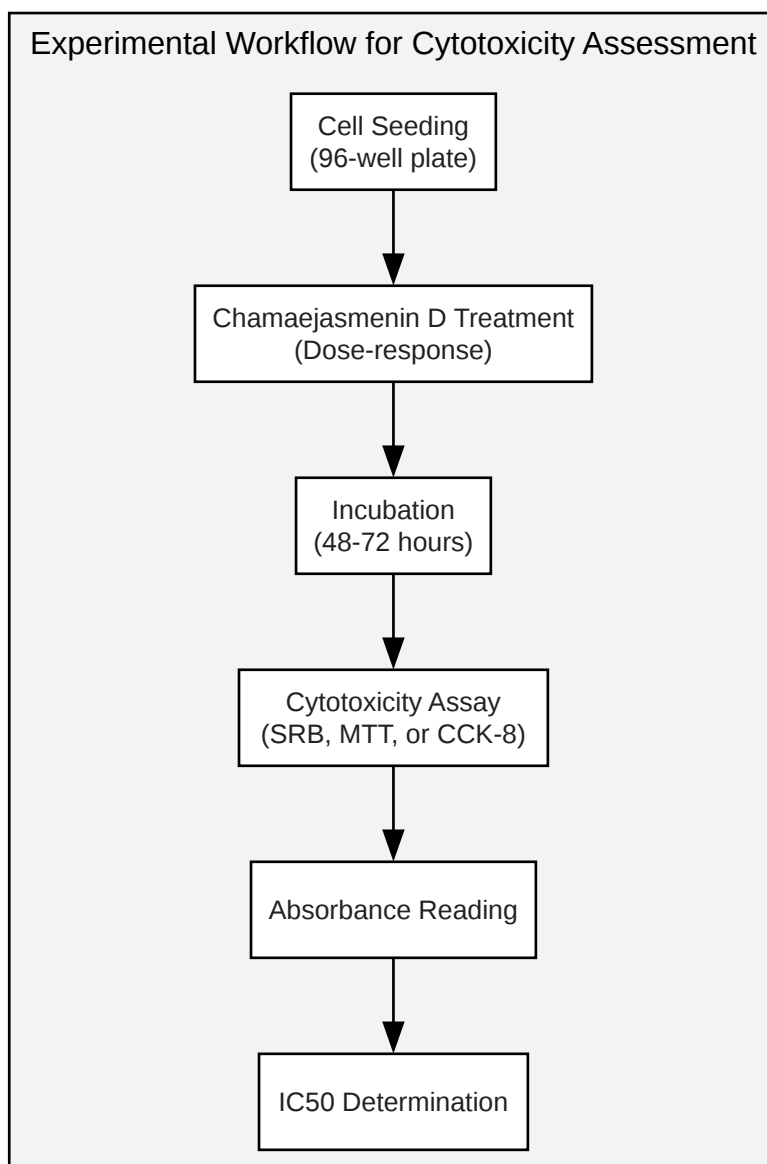 Experimental Workflow for Cytotoxicity Assessment
Cell Seeding
(96-well plate)
Chamaejasmenin D Treatment
(Dose-response)
Incubation
(48-72 hours)
Cytotoxicity Assay
(SRB, MTT, or CCK-8)
Absorbance Reading
IC50 Determination